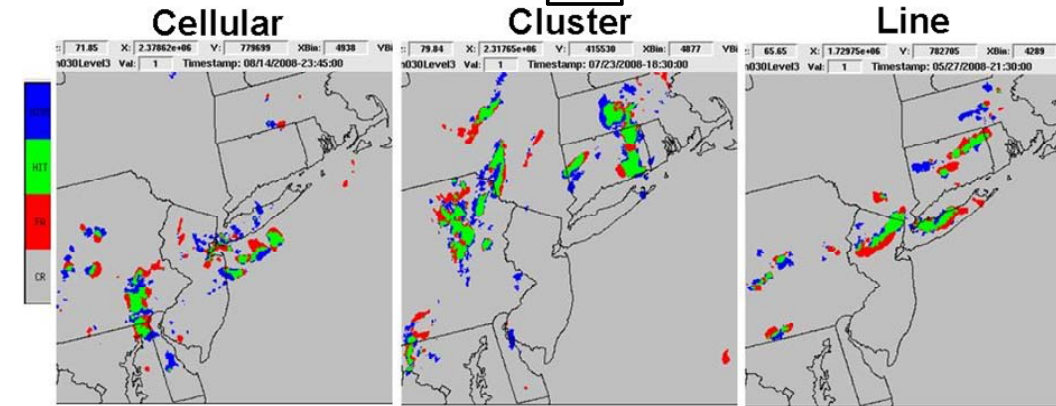 Cellular
71.85 X: 2.37862e+06 Y: 779699 XBin: 4938
n030Level3 Val: 1 Timestamp: 08/14/2008-23:45:00
Cluster
79.84 X: 2.31765e+06 Y: 415530 XBin: 4877
n030Level3 Val: 1 Timestamp: 07/23/2008-18:30:00
Line
65.65 X: 1.72975e+06 Y: 782705 XBin: 4289
n030Level3 Val: 1 Timestamp: 05/27/2008-21:30:00
HIT
CR